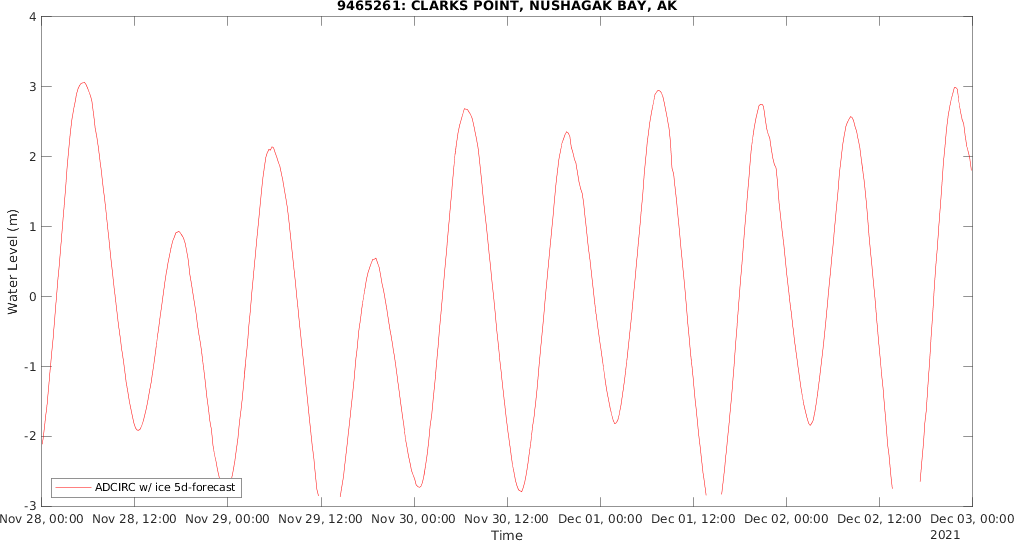 9465261: CLARKS POINT, NUSHAGAK BAY, AK
4
3
2
1
0
-1
-2
-3
Water Level (m)
ADCIRC w/ ice 5d-forecast
Nov 28, 00:00 Nov 28, 12:00 Nov 29, 00:00 Nov 29, 12:00 Nov 30, 00:00 Nov 30, 12:00 Dec 01, 00:00 Dec 01, 12:00 Dec 02, 00:00 Dec 02, 12:00 Dec 03, 00:00
Time
2021